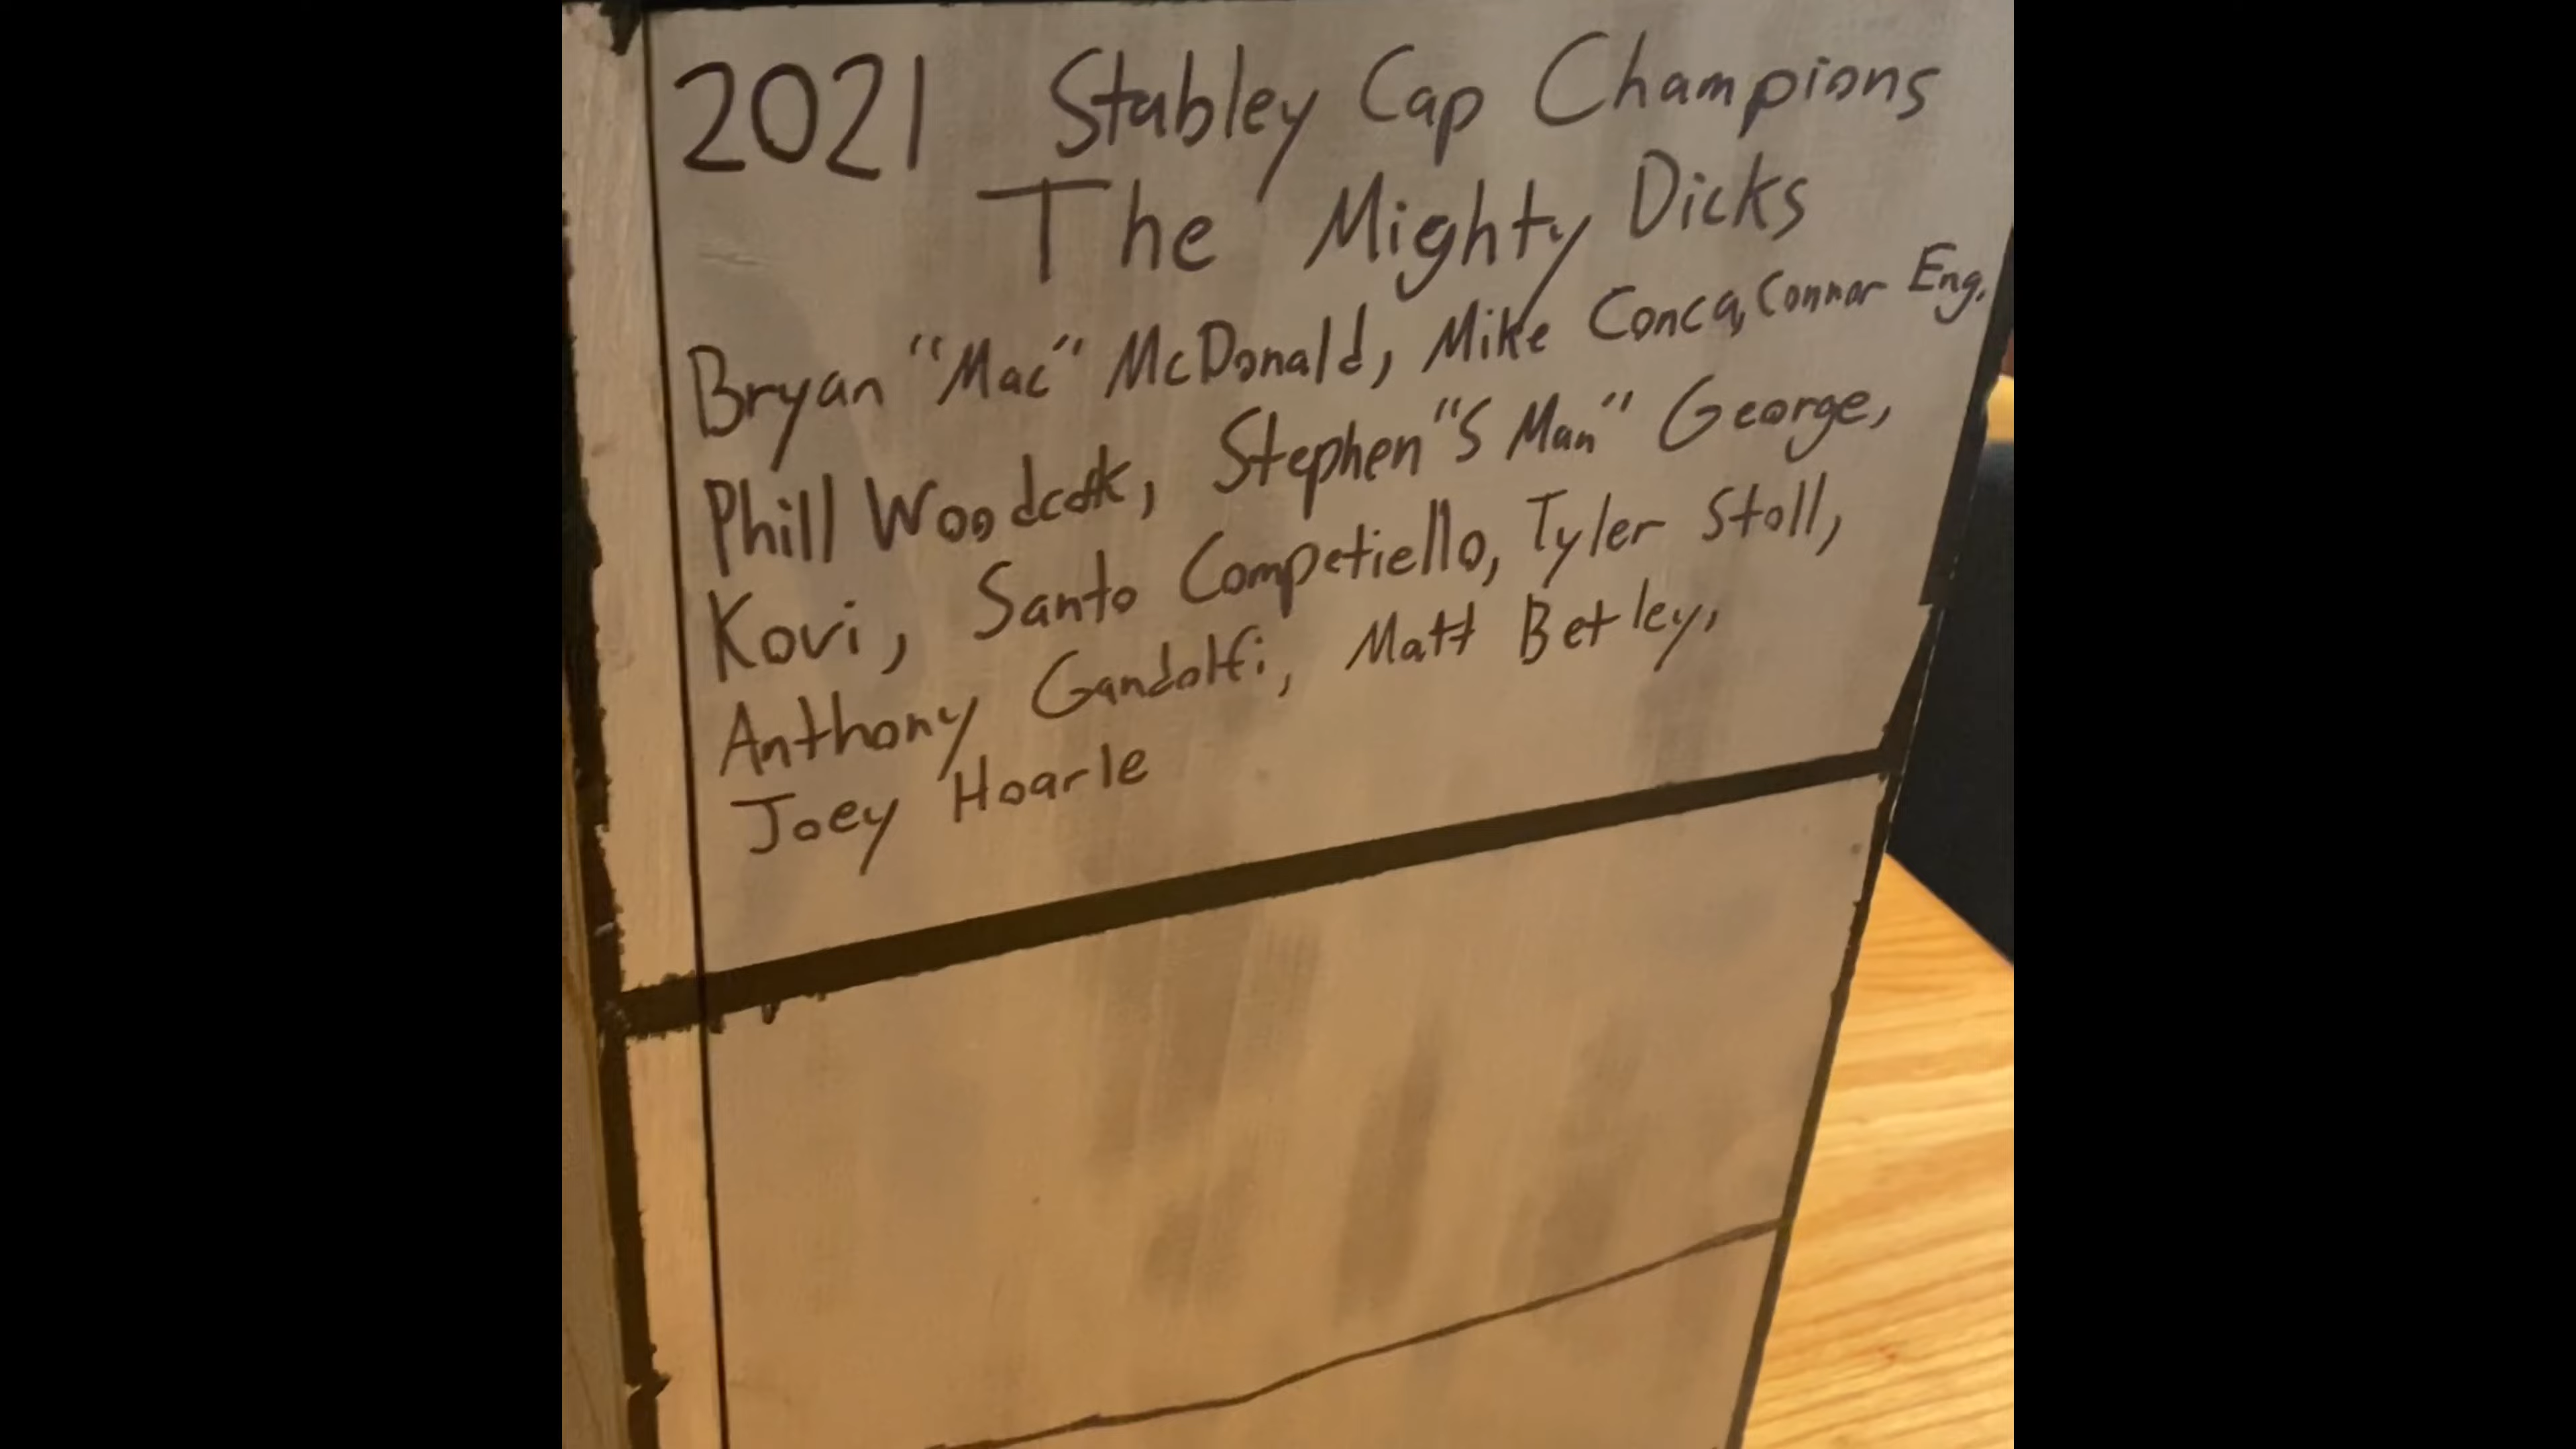 2021 Stabley Cap Champions
The Mighty Dicks
Bryan "Mac" McDonald, Mike Conca, Connor Eng,
Phill Woodcok, Stephen "S Man" George,
Kovi, Santo Competiello, Tyler Stoll,
Anthony Gandolfi, Matt Betley,
Joey Hoarle